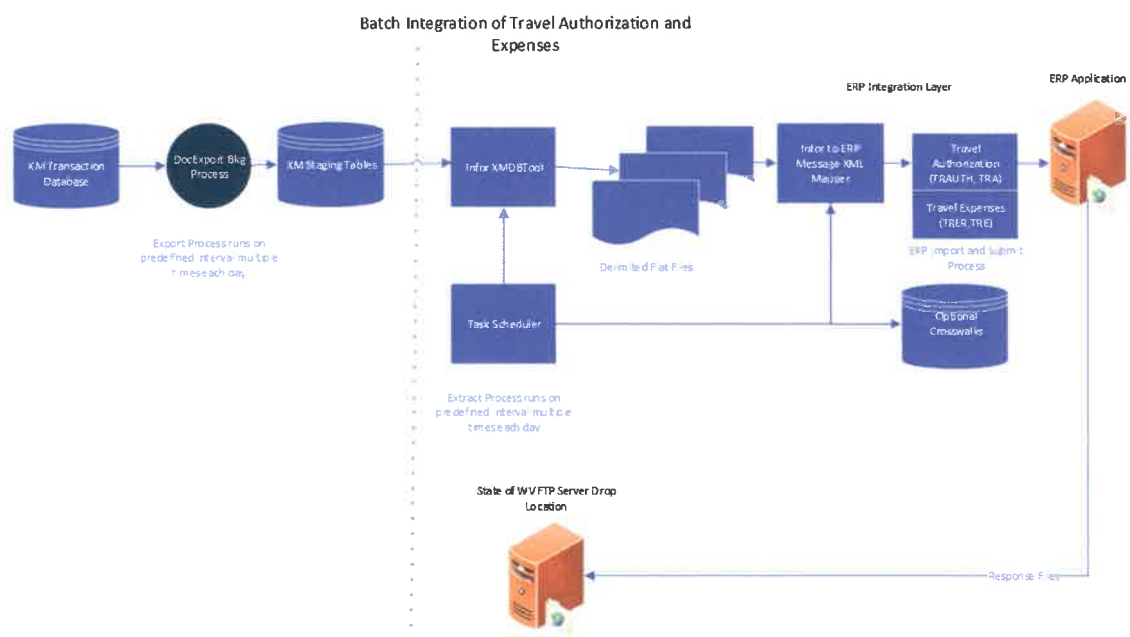 Batch Integration of Travel Authorization and
Expenses
ERP Application
ERP Integration Layer
XM Transaction
Database
DocExport Bkg
Process
XM Staging Tables
Infor XMDBTool
Infor to ERP
Message XML
Mapper
Travel
Authorization
(TRAUTH, TRA)
Travel Expenses
(TRER, TRE)
Export Process runs on
predefined interval multiple
times each day
Delimited Flat Files
ERP Import and Submit
Process
Task Scheduler
Optional
Crosswalks
Extract Process runs on
predefined interval multiple
times each day
State of WV FTP Server Drop
Location
Response Files